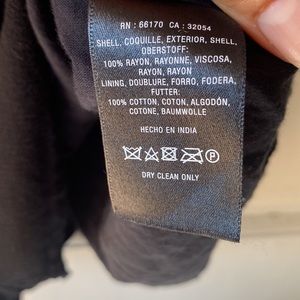 RN : 66170 CA : 32054
SHELL, COQUILLE, EXTERIOR, SHELL,
OBERSTOFF:
100% RAYON, RAYONNE, VISCOSA,
RAYON, RAYON
LINING, DOUBLURE, FORRO, FODERA,
FUTTER:
100% COTTON, COTON, ALGODÓN,
COTONE, BAUMWOLLE
HECHO EN INDIA
P
DRY CLEAN ONLY